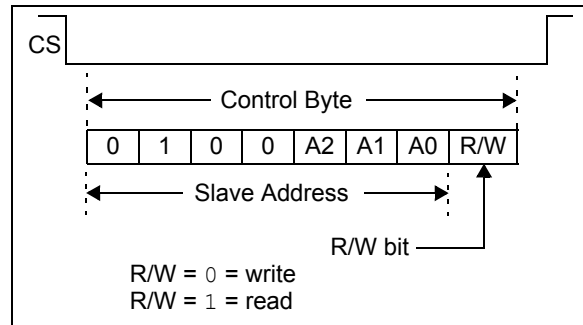 CS
Control Byte
0 1 0 0 A2 A1 A0 R/W
Slave Address
R/W bit
R/W = 0 = write
R/W = 1 = read